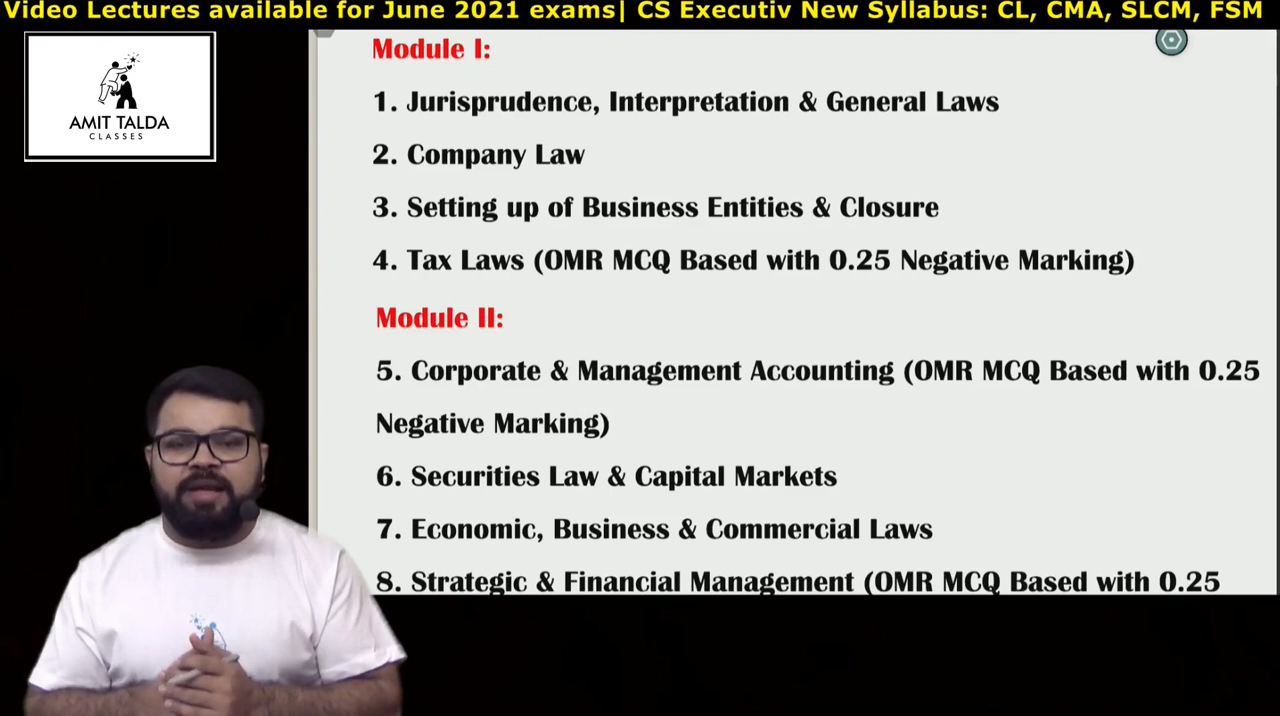 Video Lectures available for June 2021 exams| CS Executiv New Syllabus: CL, CMA, SLCM, FSM
AMIT TALDA
CLASSES
Module I:
1. Jurisprudence, Interpretation & General Laws
2. Company Law
3. Setting up of Business Entities & Closure
4. Tax Laws (OMR MCQ Based with 0.25 Negative Marking)
Module II:
5. Corporate & Management Accounting (OMR MCQ Based with 0.25
Negative Marking)
6. Securities Law & Capital Markets
7. Economic, Business & Commercial Laws
8. Strategic & Financial Management (OMR MCQ Based with 0.25